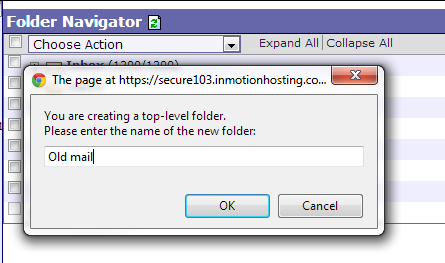 Folder Navigator
Choose Action
Expand All
Collapse All
Inbox (1200/1200)
The page at https://secure103.inmotionhosting.co...
You are creating a top-level folder.
Please enter the name of the new folder:
Old mail
OK
Cancel